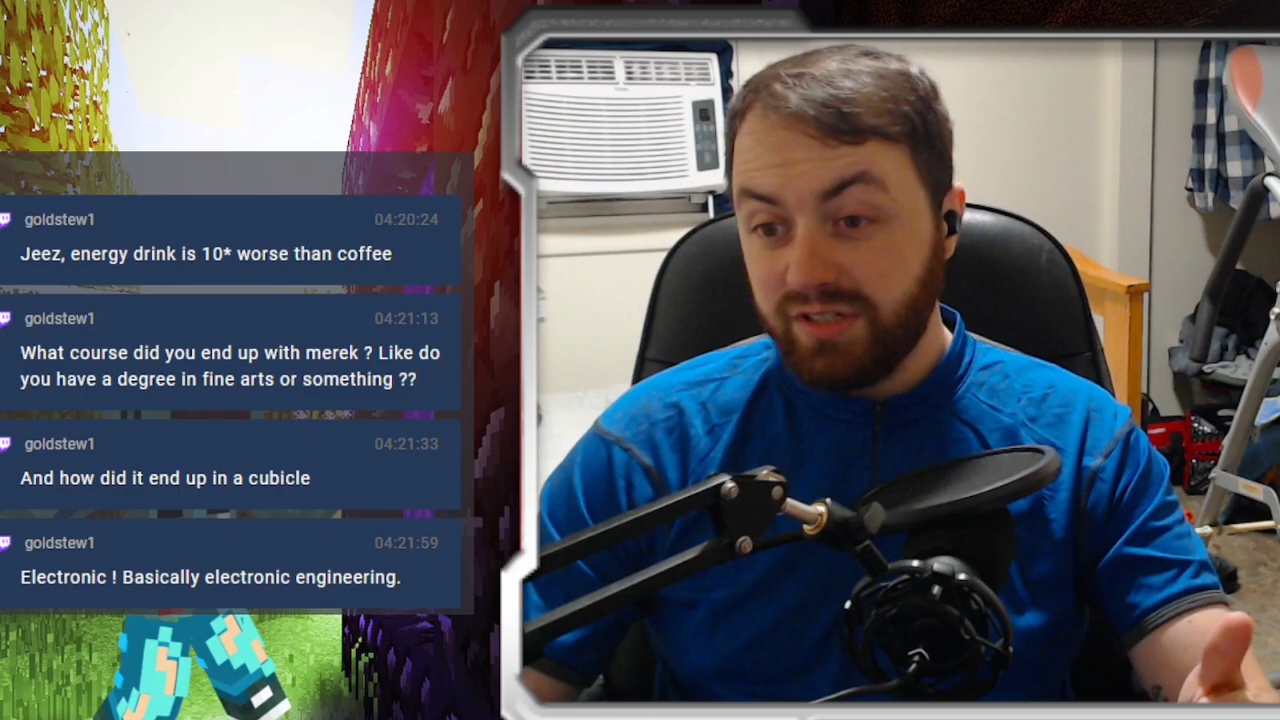 goldstew1 04:20:24
Jeez, energy drink is 10* worse than coffee
goldstew1 04:21:13
What course did you end up with merek ? Like do
you have a degree in fine arts or something ??
goldstew1 04:21:33
And how did it end up in a cubicle
goldstew1 04:21:59
Electronic ! Basically electronic engineering.